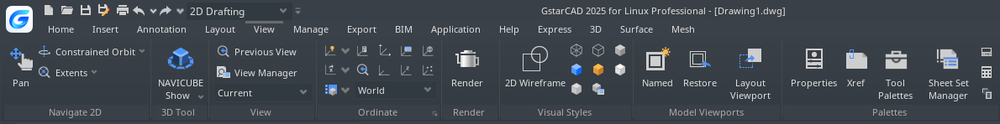 2D Drafting
GstarCAD 2025 for Linux Professional - [Drawing1.dwg]
Home Insert Annotation Layout View Manage Export BIM Application Help Express 3D Surface Mesh
Pan
Constrained Orbit
Extents
Navigate 2D
NAVICUBE
Show
3D Tool
Previous View
View Manager
Current
View
World
Ordinate
Render
Render
2D Wireframe
Visual Styles
Named
Restore
Layout
Viewport
Model Viewports
Properties
Xref
Tool
Palettes
Sheet Set
Manager
Palettes